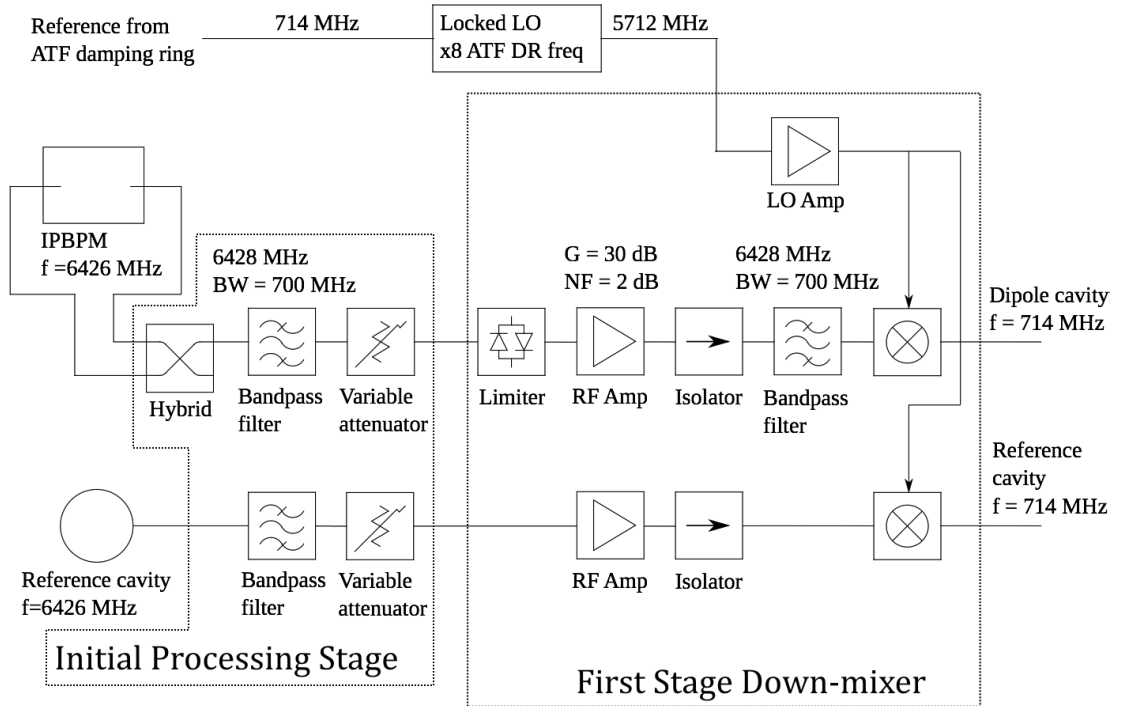 Reference from
ATF damping ring
714 MHz
Locked LO
x8 ATF DR freq
5712 MHz
LO Amp
IPBPM
f =6426 MHz
6428 MHz
BW = 700 MHz
G = 30 dB
NF = 2 dB
6428 MHz
BW = 700 MHz
Dipole cavity
f = 714 MHz
Hybrid
Bandpass
filter
Variable
attenuator
Limiter
RF Amp
Isolator
Bandpass
filter
Reference
cavity
f = 714 MHz
Reference cavity
f=6426 MHz
Bandpass
filter
Variable
attenuator
RF Amp
Isolator
Initial Processing Stage
First Stage Down-mixer